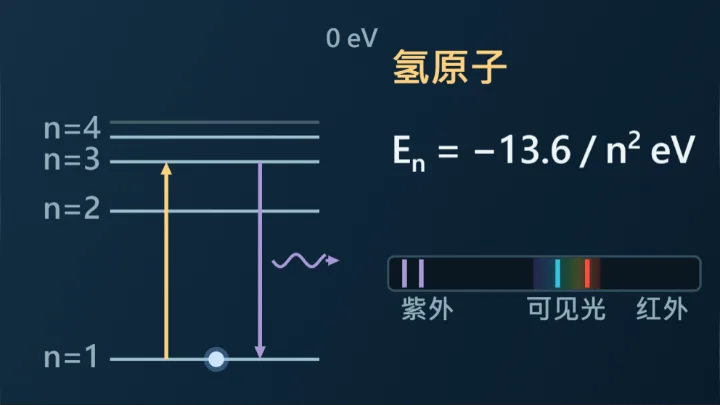 0 eV
氢原子
n=4
n=3
n=2
n=1
Eₙ = −13.6 / n² eV
紫外
可见光
红外